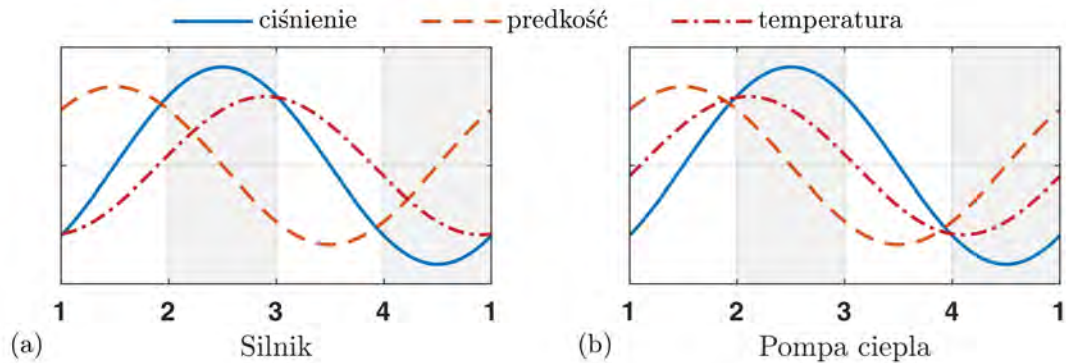 ciśnienie predkość temperatura
1 2 3 4 1 1 2 3 4 1
(a) Silnik (b) Pompa ciepla